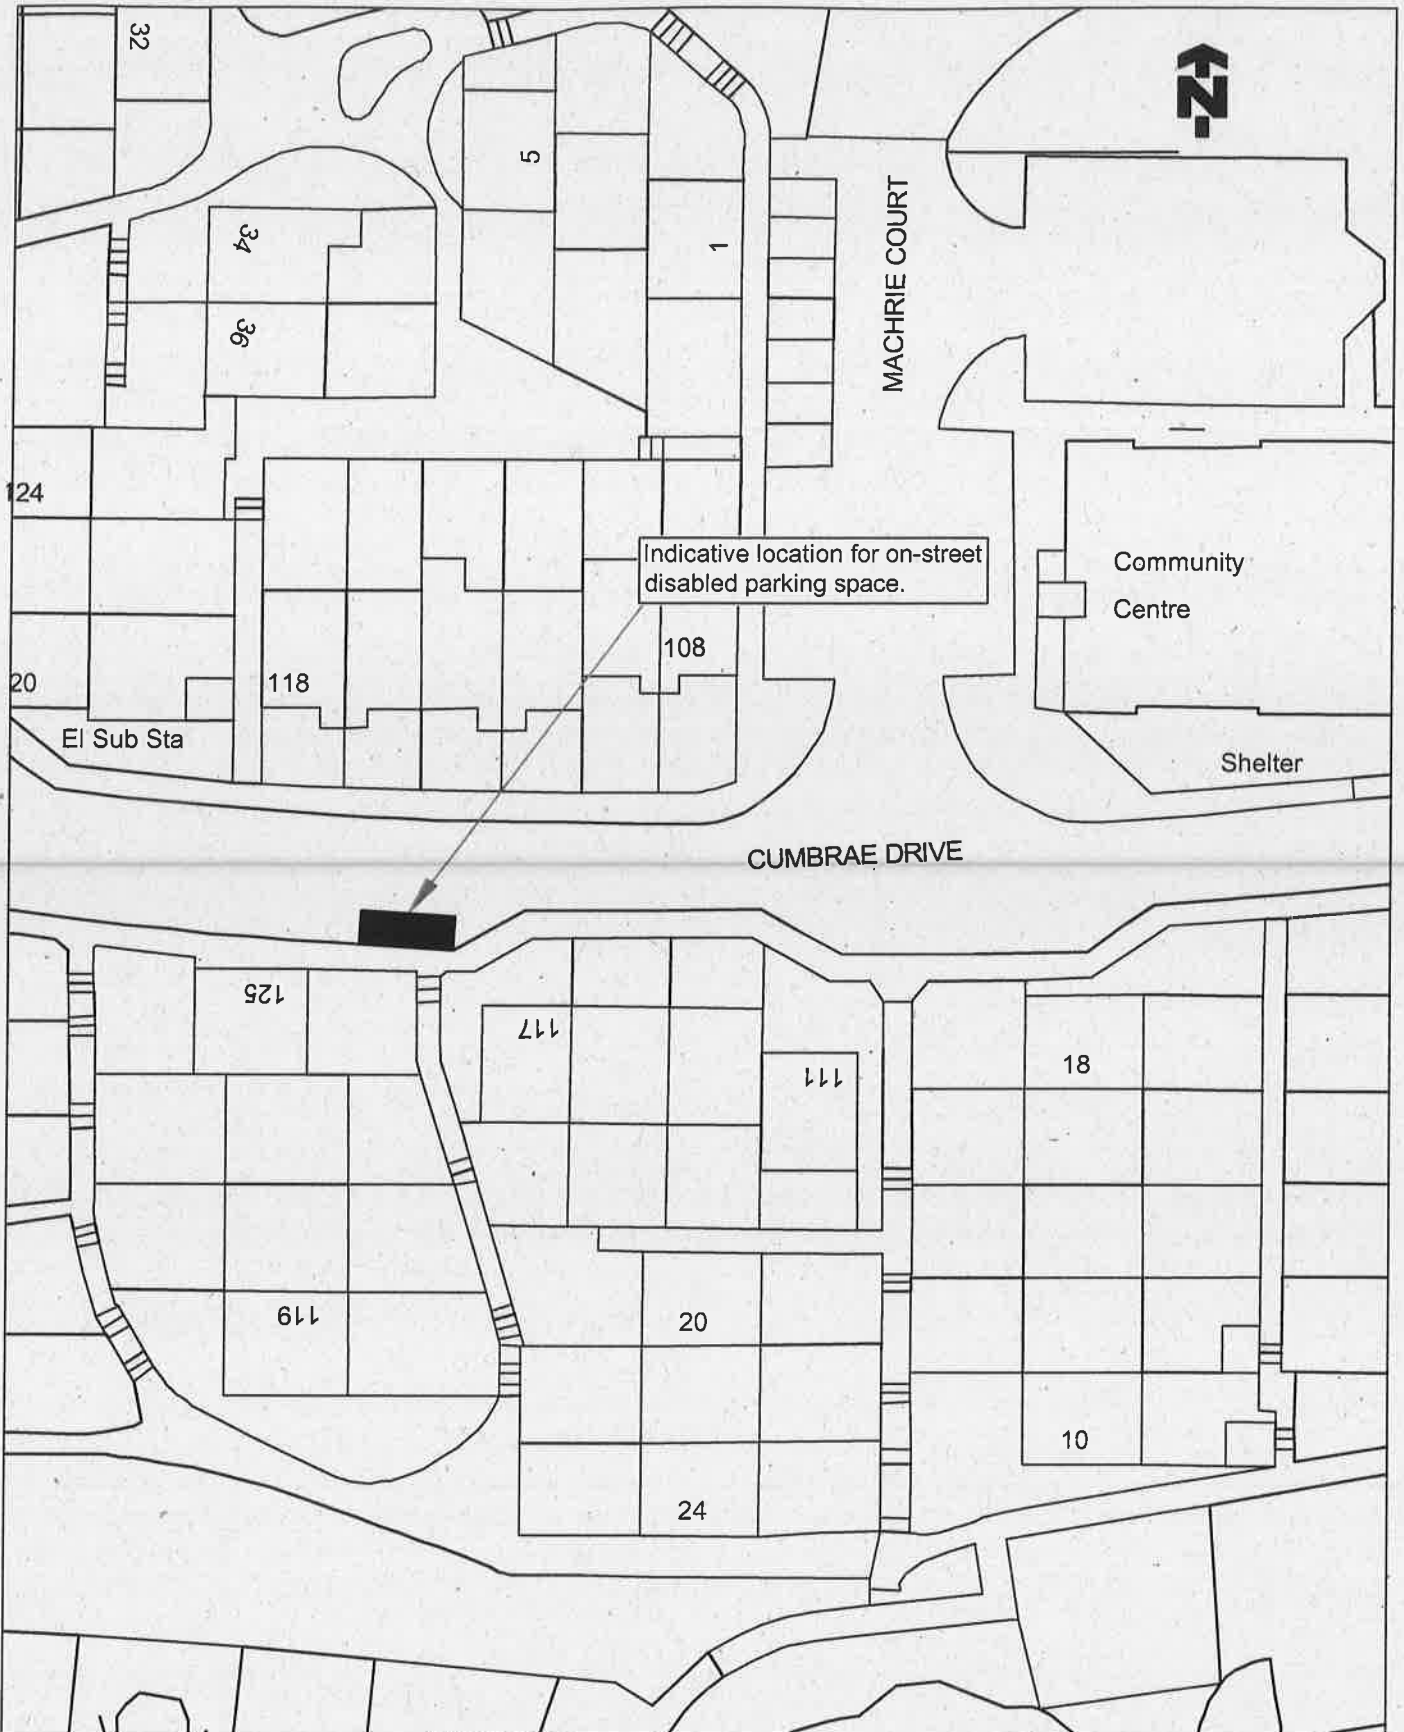 32
N
5
34
1
MACHRIE COURT
36
124
Indicative location for on-street
disabled parking space.
Community
Centre
108
20
118
El Sub Sta
Shelter
CUMBRAE DRIVE
125
117
18
111
119
20
10
24